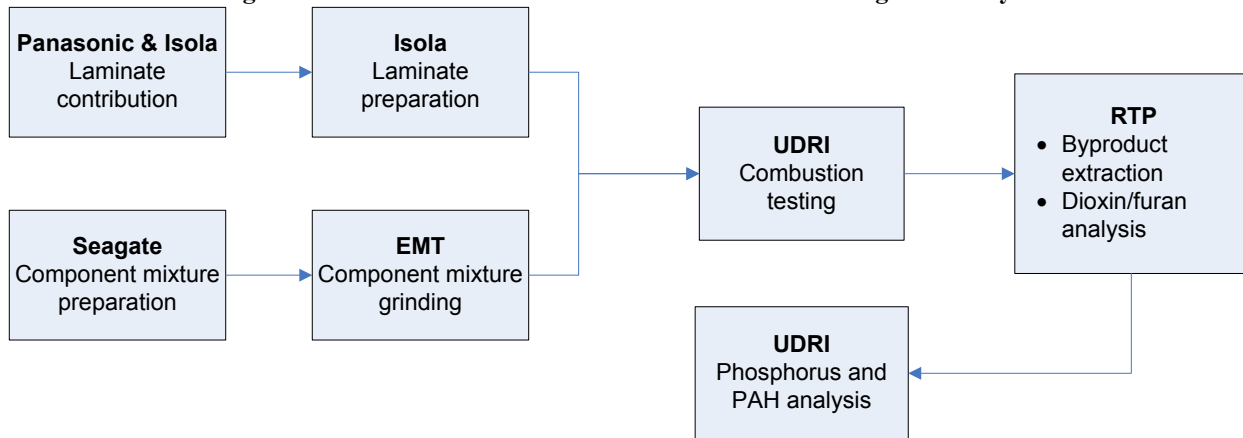 Panasonic & Isola
Laminate
contribution
Isola
Laminate
preparation
Seagate
Component mixture
preparation
EMT
Component mixture
grinding
UDRI
Combustion
testing
RTP
• Byproduct
extraction
• Dioxin/furan
analysis
UDRI
Phosphorus and
PAH analysis